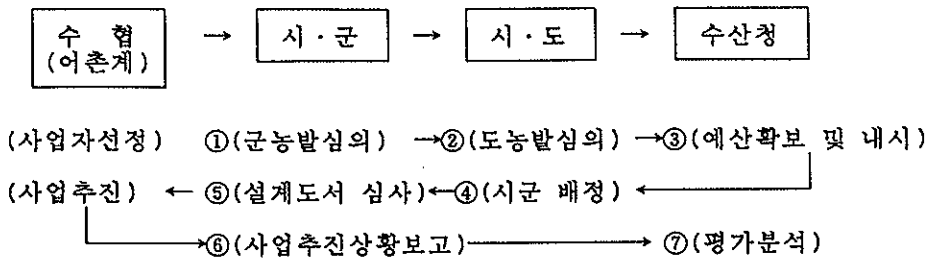 수 협 → 시·군 → 시·도 → 수산청
(어촌계)
(사업자선정) ①(군농발심의) →②(도농발심의) →③(예산확보 및 내시)
(사업추진) ← ⑤(설계도서 심사)←④(시군 배정) ←
→⑥(사업추진상황보고)→ ⑦(평가분석)